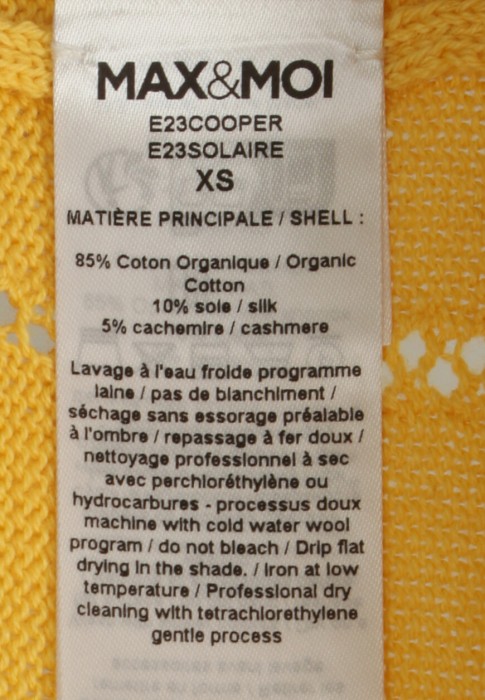 MAX&MOI
E23COOPER
E23SOLAIRE
XS
MATIÈRE PRINCIPALE / SHELL :
85% Coton Organique / Organic
Cotton
10% soie / silk
5% cachemire / cashmere
Lavage à l'eau froide programme
laine / pas de blanchiment /
séchage sans essorage préalable
à l'ombre / repassage à fer doux /
nettoyage professionnel à sec
avec perchloréthylène ou
hydrocarbures - processus doux
machine with cold water wool
program / do not bleach / Drip flat
drying in the shade. / Iron at low
temperature / Professional dry
cleaning with tetrachlorethylene
gentle process